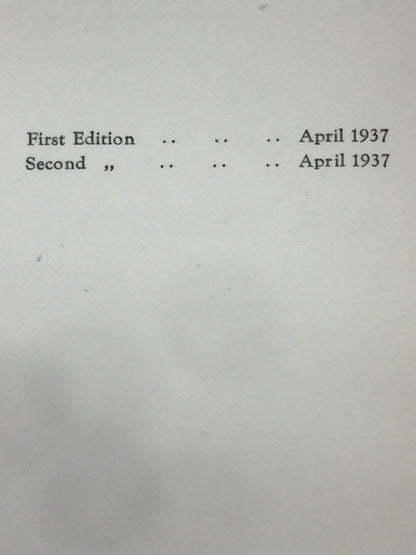 First Edition .. .. .. April 1937
Second „ .. .. .. April 1937